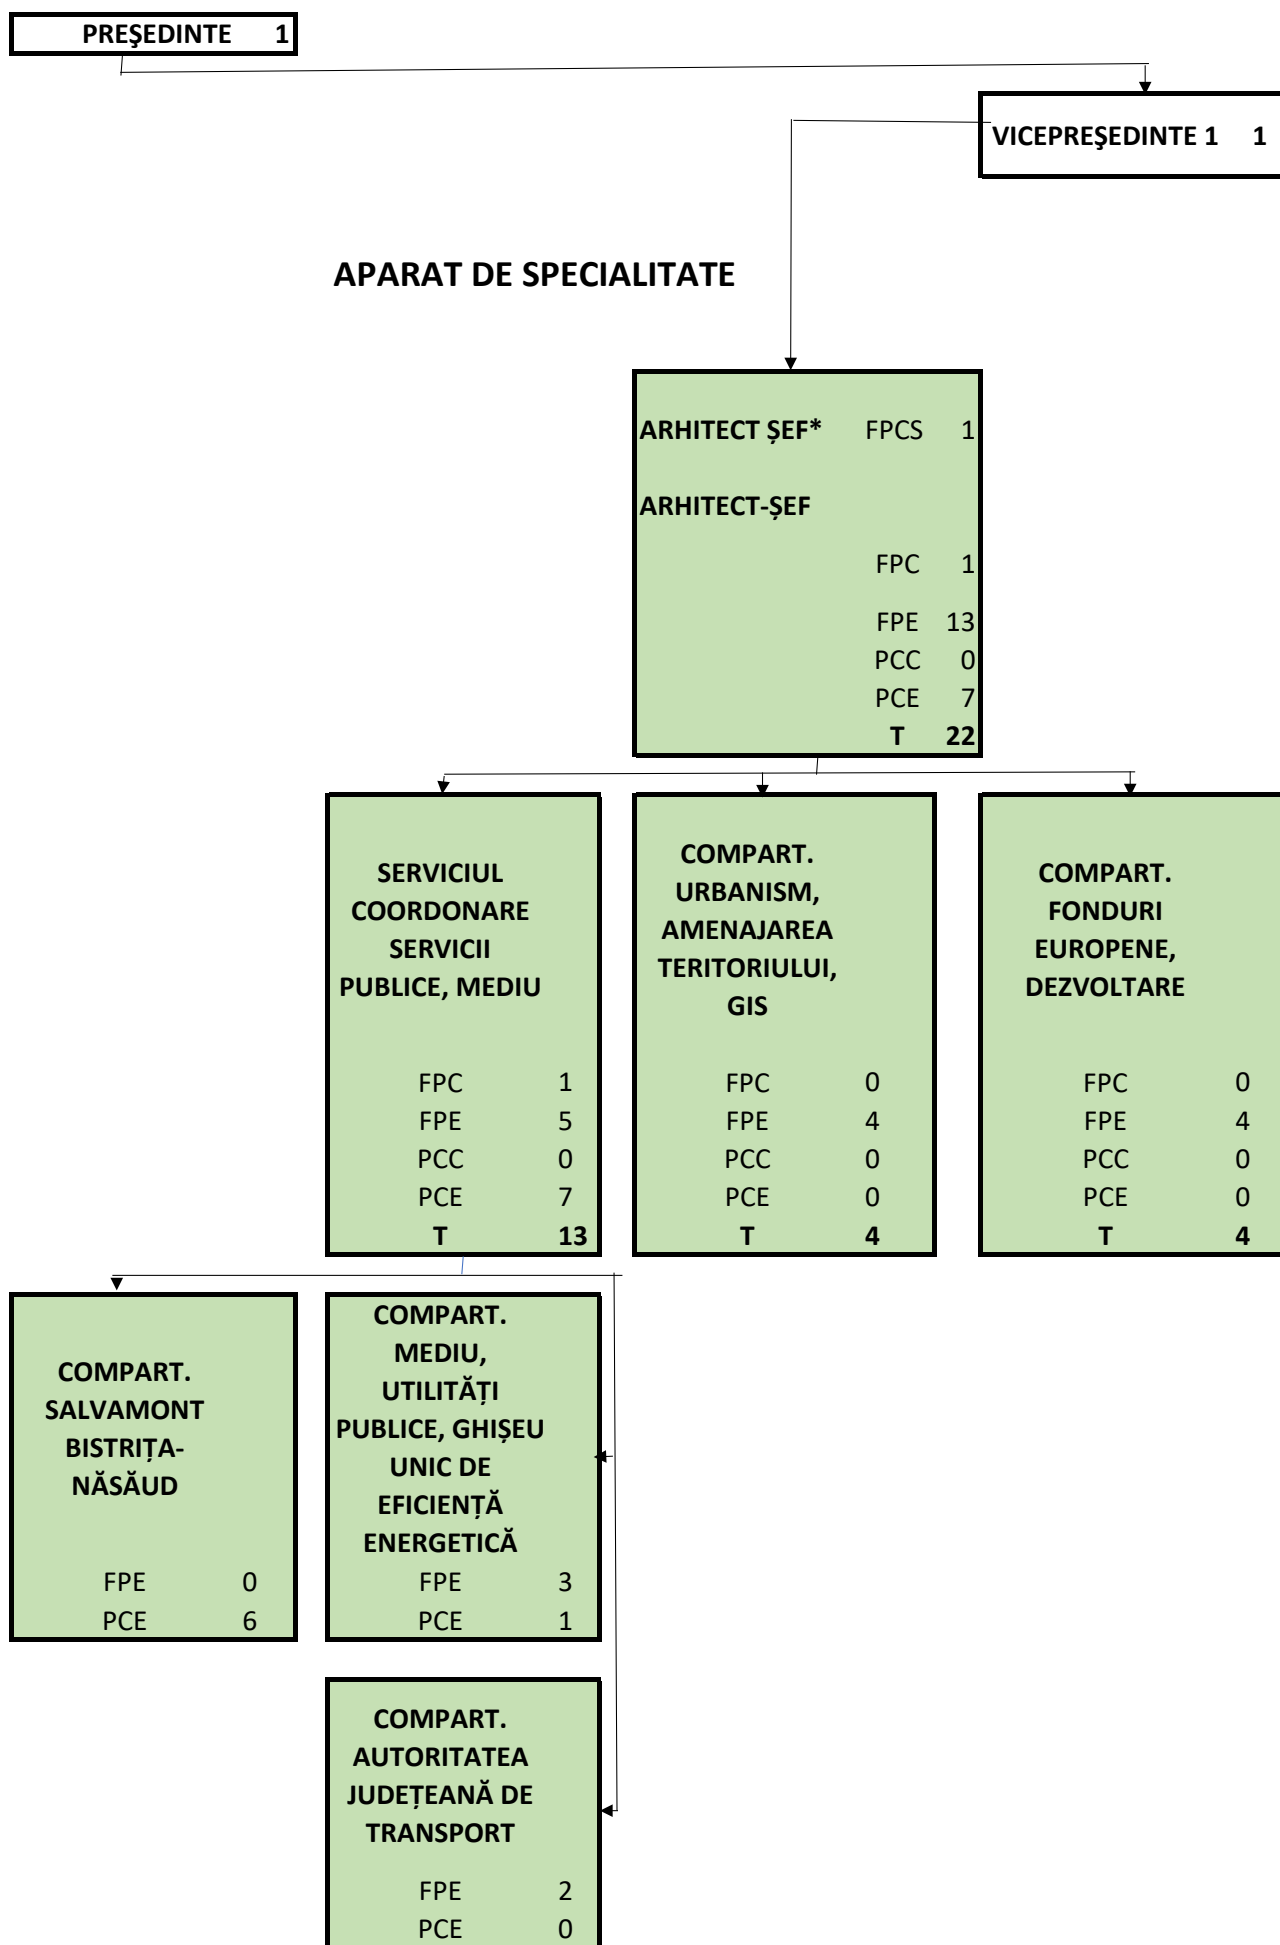 PREŞEDINTE 1
VICEPREŞEDINTE 1 1
APARAT DE SPECIALITATE
ARHITECT ȘEF* FPCS 1
ARHITECT-ȘEF
FPC 1
FPE 13
PCC 0
PCE 7
T 22
SERVICIUL
COORDONARE
SERVICII
PUBLICE, MEDIU
FPC 1
FPE 5
PCC 0
PCE 7
T 13
COMPART.
URBANISM,
AMENAJAREA
TERITORIULUI,
GIS
FPC 0
FPE 4
PCC 0
PCE 0
T 4
COMPART.
FONDURI
EUROPENE,
DEZVOLTARE
FPC 0
FPE 4
PCC 0
PCE 0
T 4
COMPART.
SALVAMONT
BISTRIȚA-
NĂSĂUD
FPE 0
PCE 6
COMPART.
MEDIU,
UTILITĂȚI
PUBLICE, GHIȘEU
UNIC DE
EFICIENȚĂ
ENERGETICĂ
FPE 3
PCE 1
COMPART.
AUTORITATEA
JUDEȚEANĂ DE
TRANSPORT
FPE 2
PCE 0